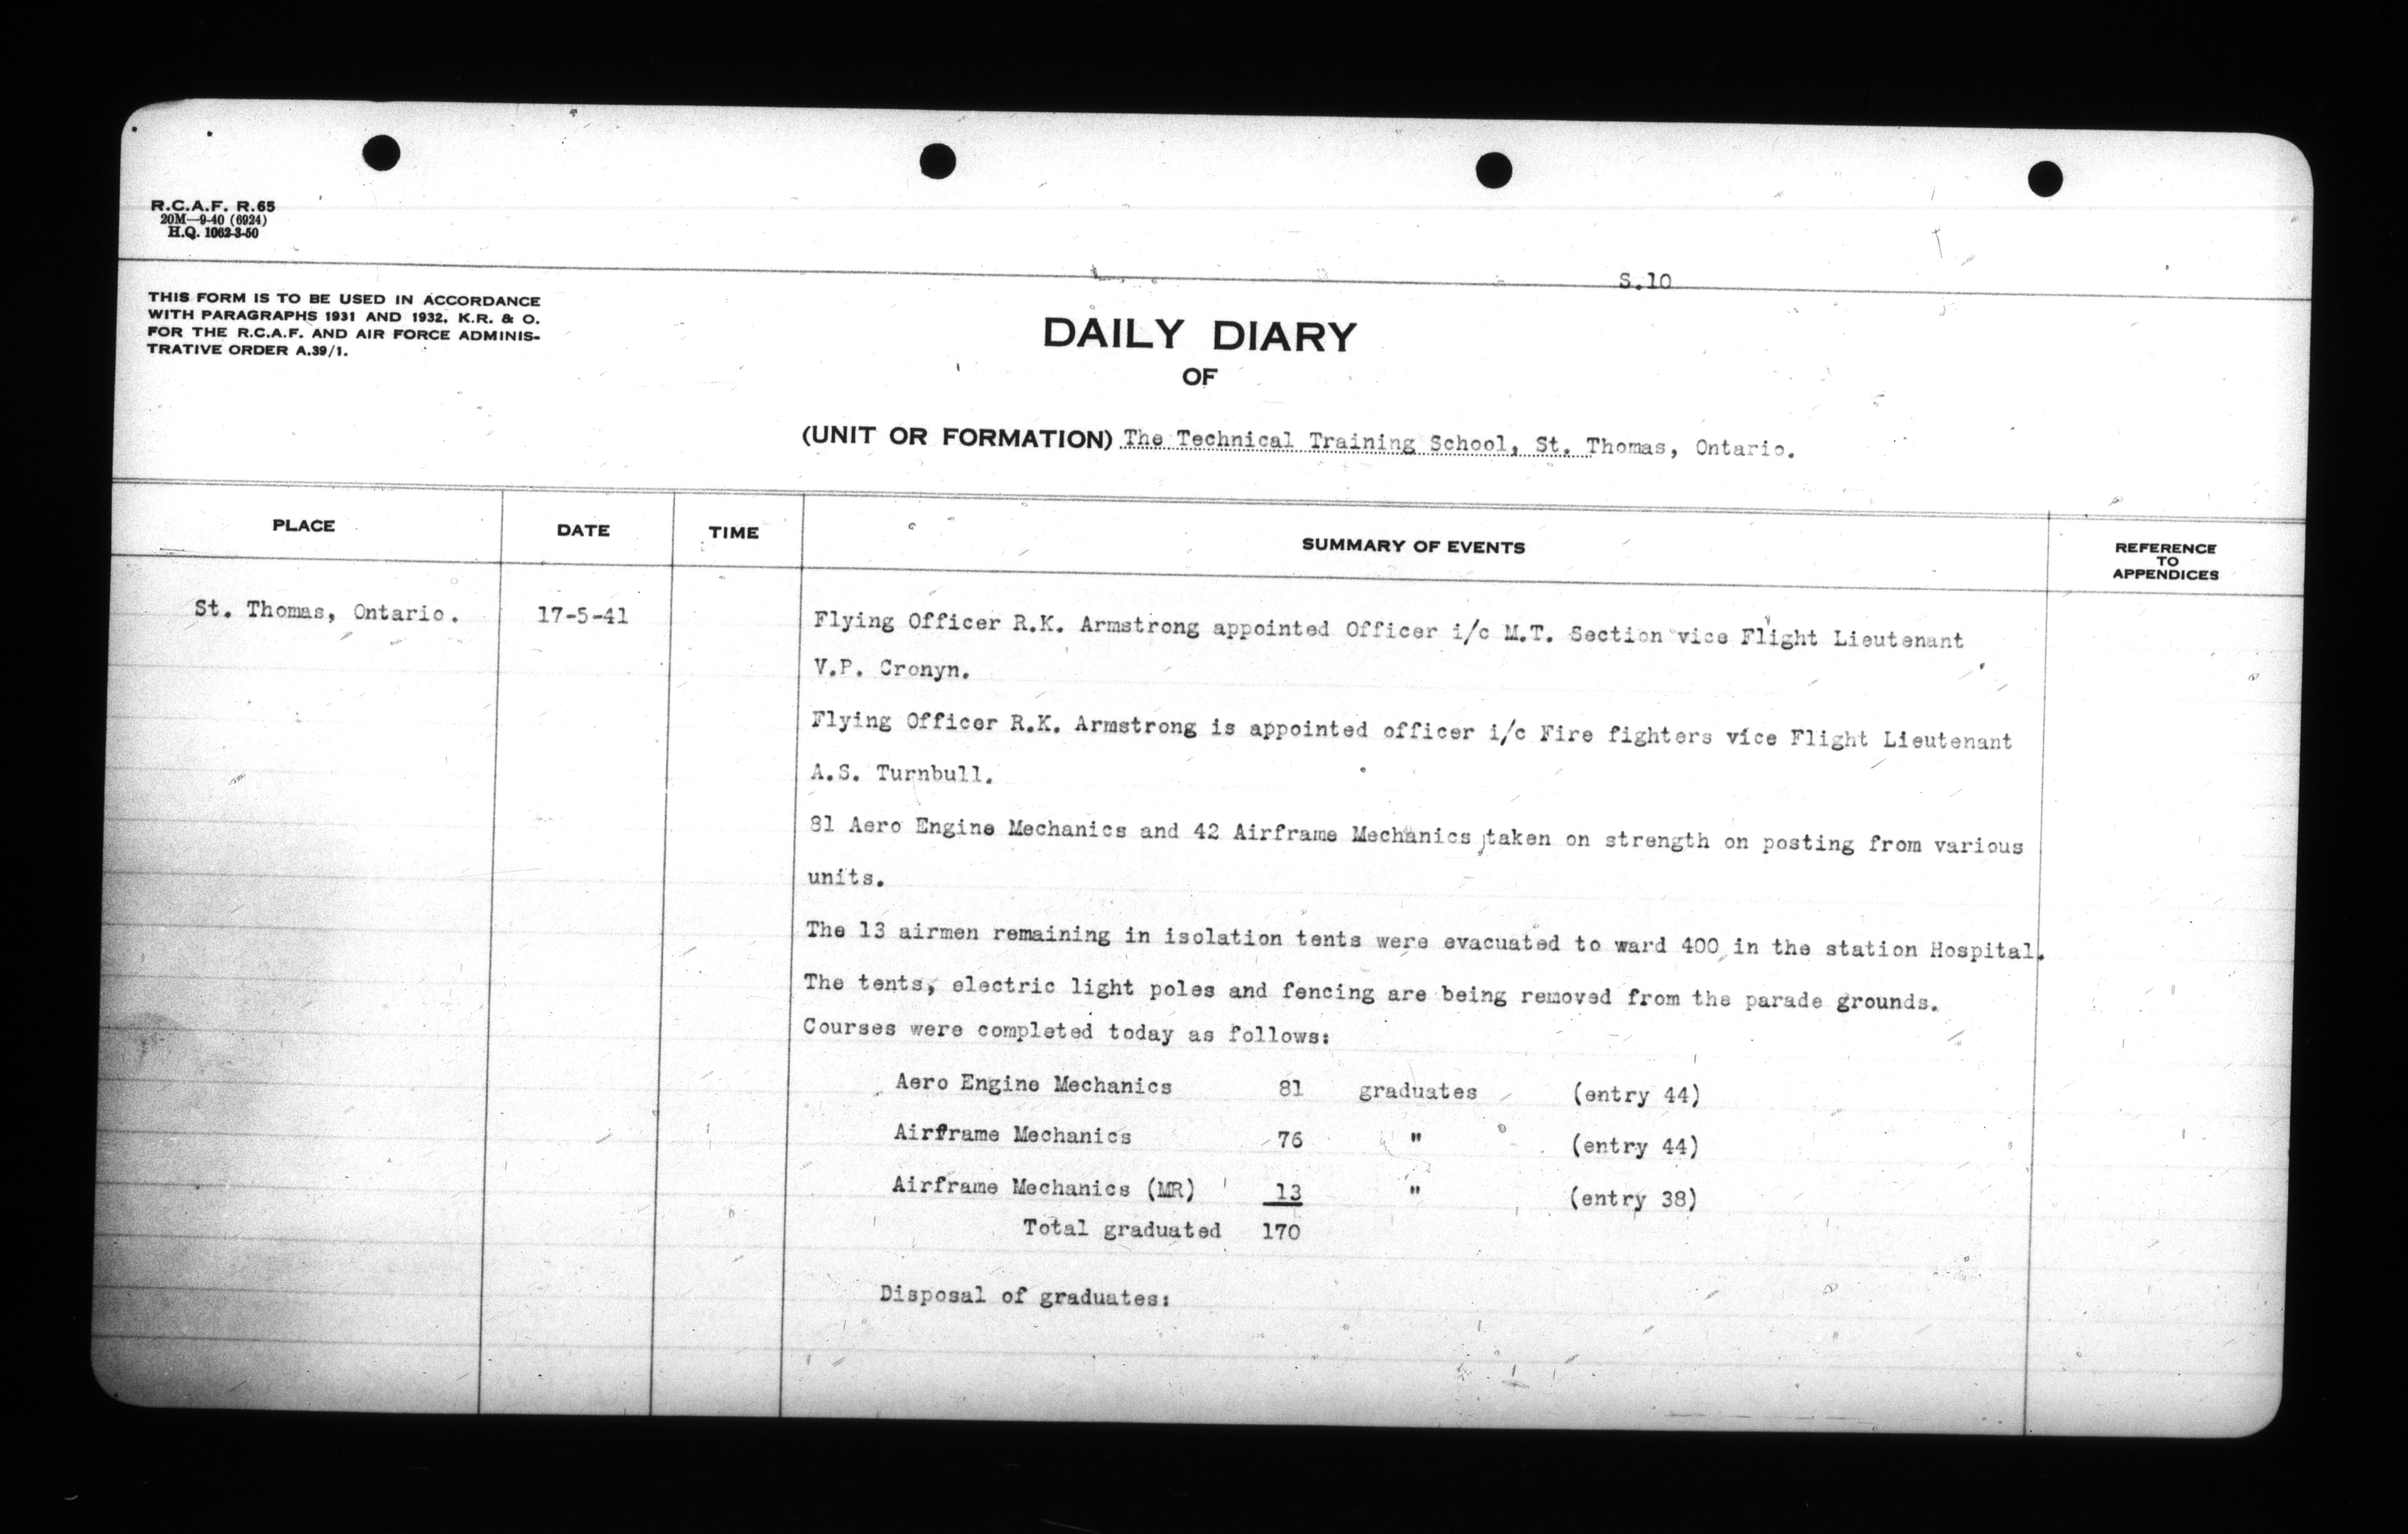 R.C.A.F. R.65
20M—9-40 (6924)
H.Q. 1062-3-50
S.10
THIS FORM IS TO BE USED IN ACCORDANCE
WITH PARAGRAPHS 1931 AND 1932, K.R. & O.
FOR THE R.C.A.F. AND AIR FORCE ADMINIS-
TRATIVE ORDER A.39/1.
DAILY DIARY
OF
(UNIT OR FORMATION) The Technical Training School, St. Thomas, Ontario.
PLACE DATE TIME SUMMARY OF EVENTS REFERENCE
TO
APPENDICES
St. Thomas, Ontario. 17-5-41 Flying Officer R.K. Armstrong appointed Officer i/c M.T. Section vice Flight Lieutenant
V.P. Cronyn.
Flying Officer R.K. Armstrong is appointed officer i/c Fire fighters vice Flight Lieutenant
A.S. Turnbull.
81 Aero Engine Mechanics and 42 Airframe Mechanics taken on strength on posting from various
units.
The 13 airmen remaining in isolation tents were evacuated to ward 400 in the station Hospital.
The tents, electric light poles and fencing are being removed from the parade grounds.
Courses were completed today as follows:
Aero Engine Mechanics 81 graduates (entry 44)
Airframe Mechanics 76 " (entry 44)
Airframe Mechanics (MR) 13 " (entry 38)
Total graduated 170
Disposal of graduates: